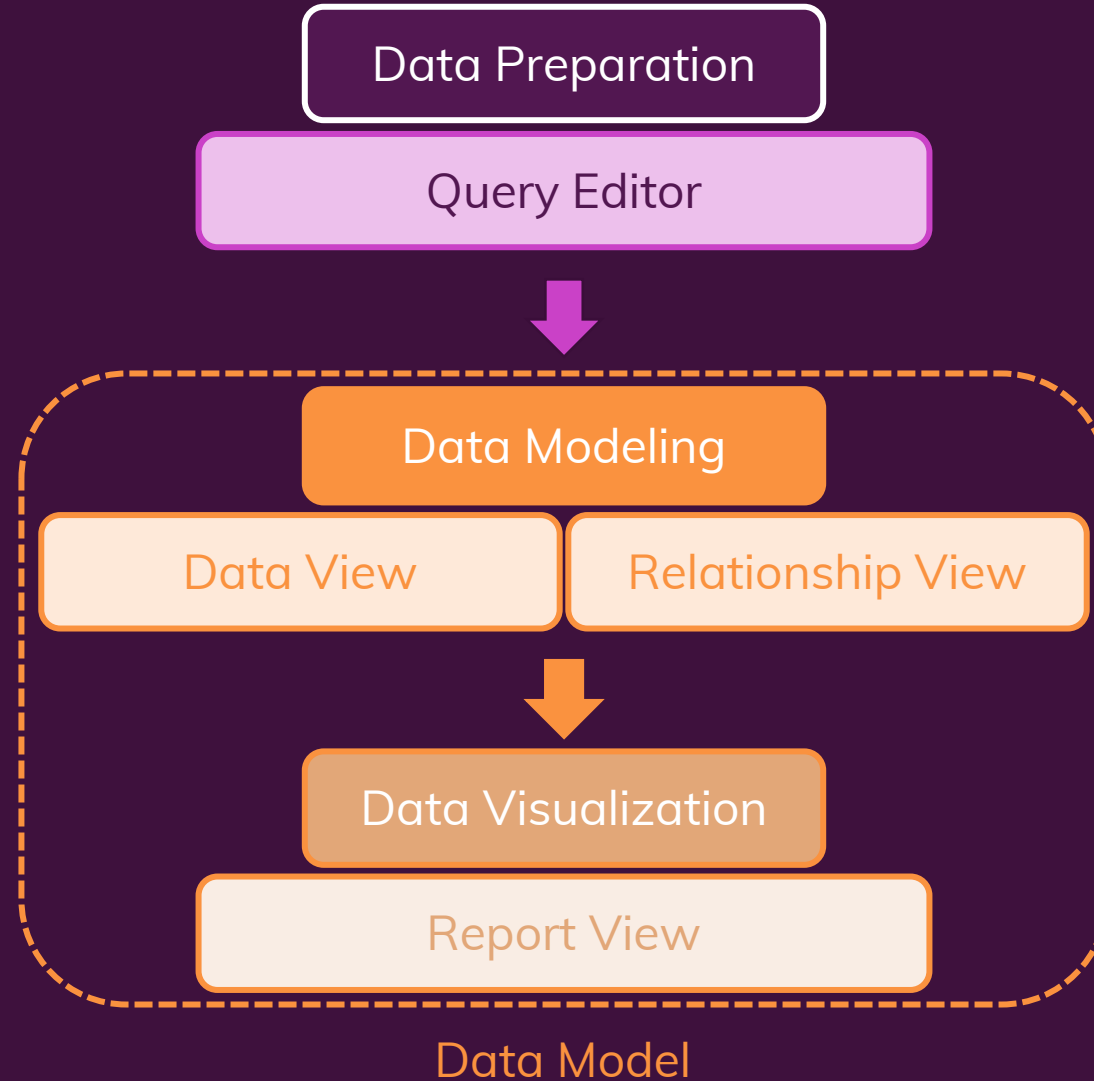 Data Preparation
Query Editor
Data Modeling
Data View
Relationship View
Data Visualization
Report View
Data Model